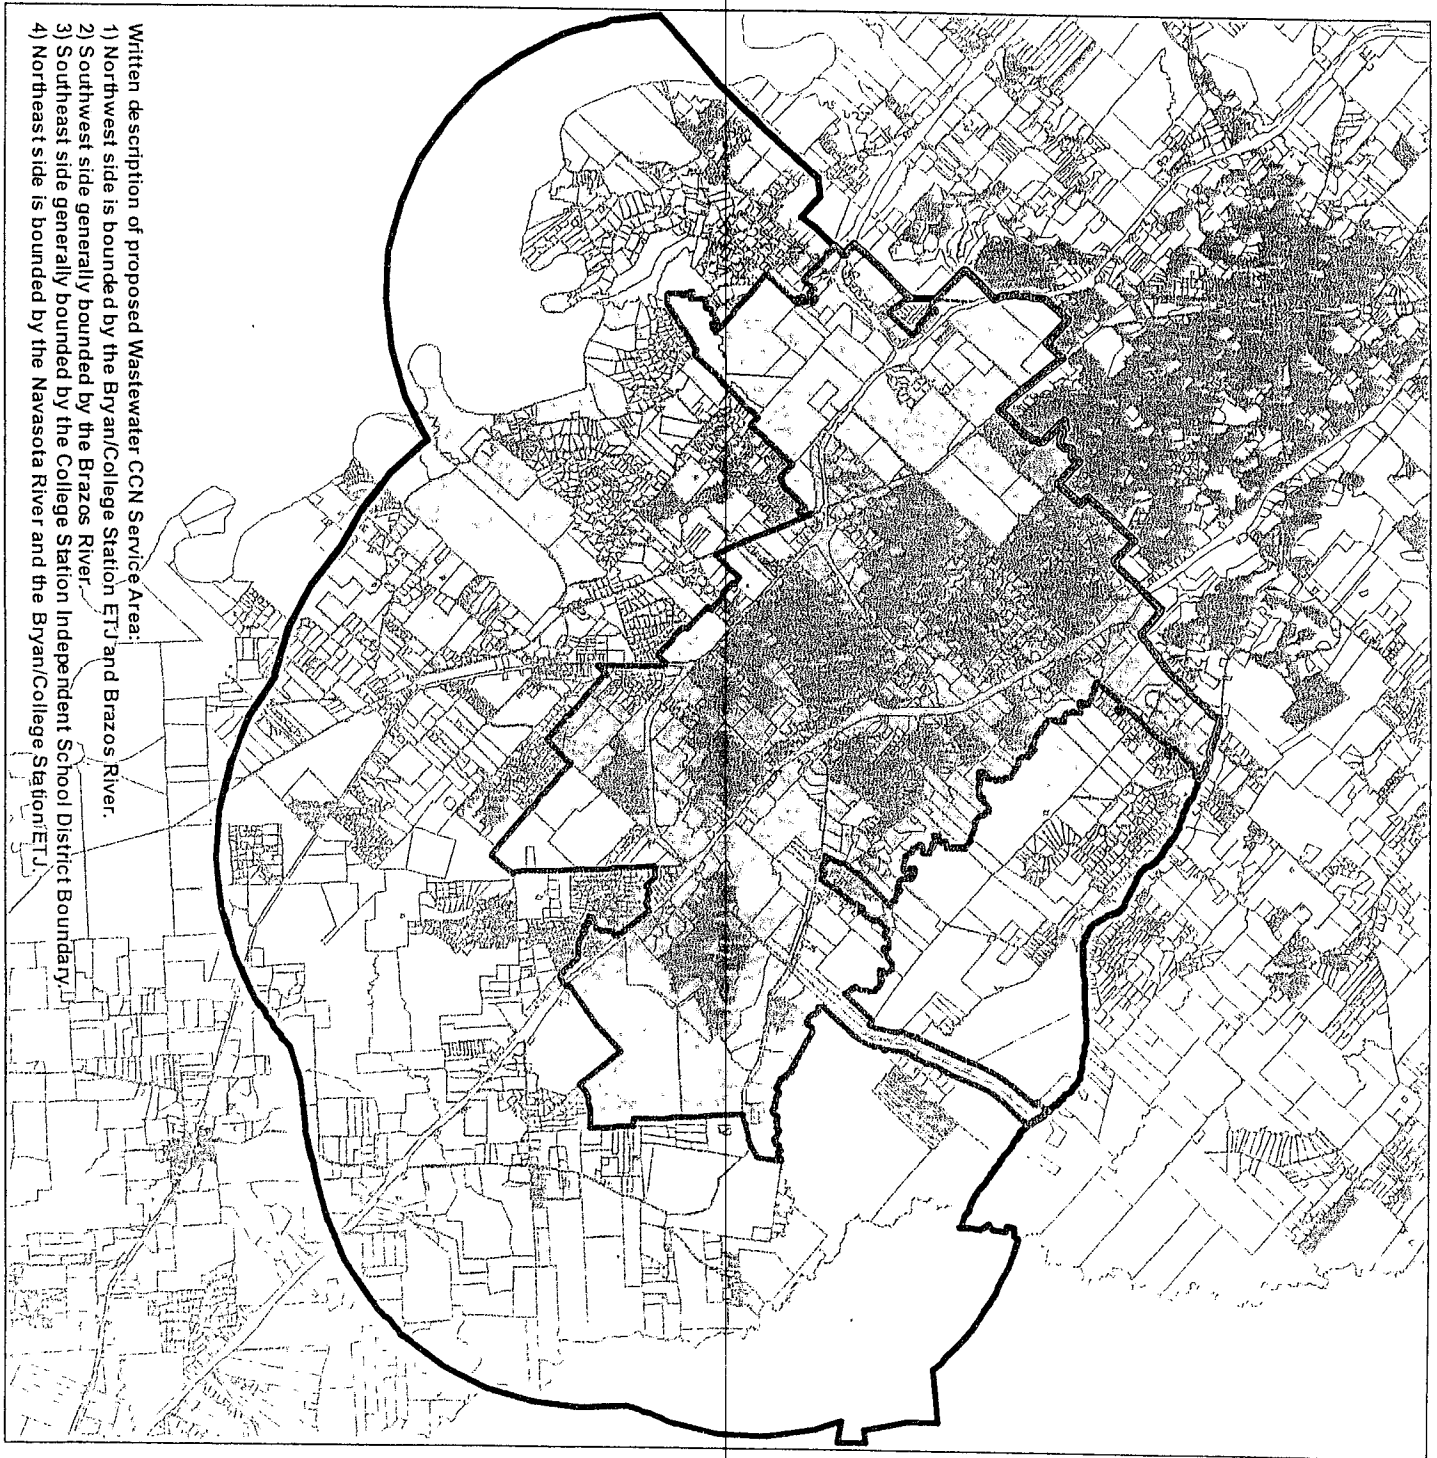 Written description of proposed Wastewater CCN Service Area:
1) Northwest side is bounded by the Bryan/College Station ETJ and Brazos River.
2) Southwest side generally bounded by the Brazos River.
3) Southeast side generally bounded by the College Station Independent School District Boundary.
4) Northeast side is bounded by the Navasota River and the Bryan/College Station ETJ.